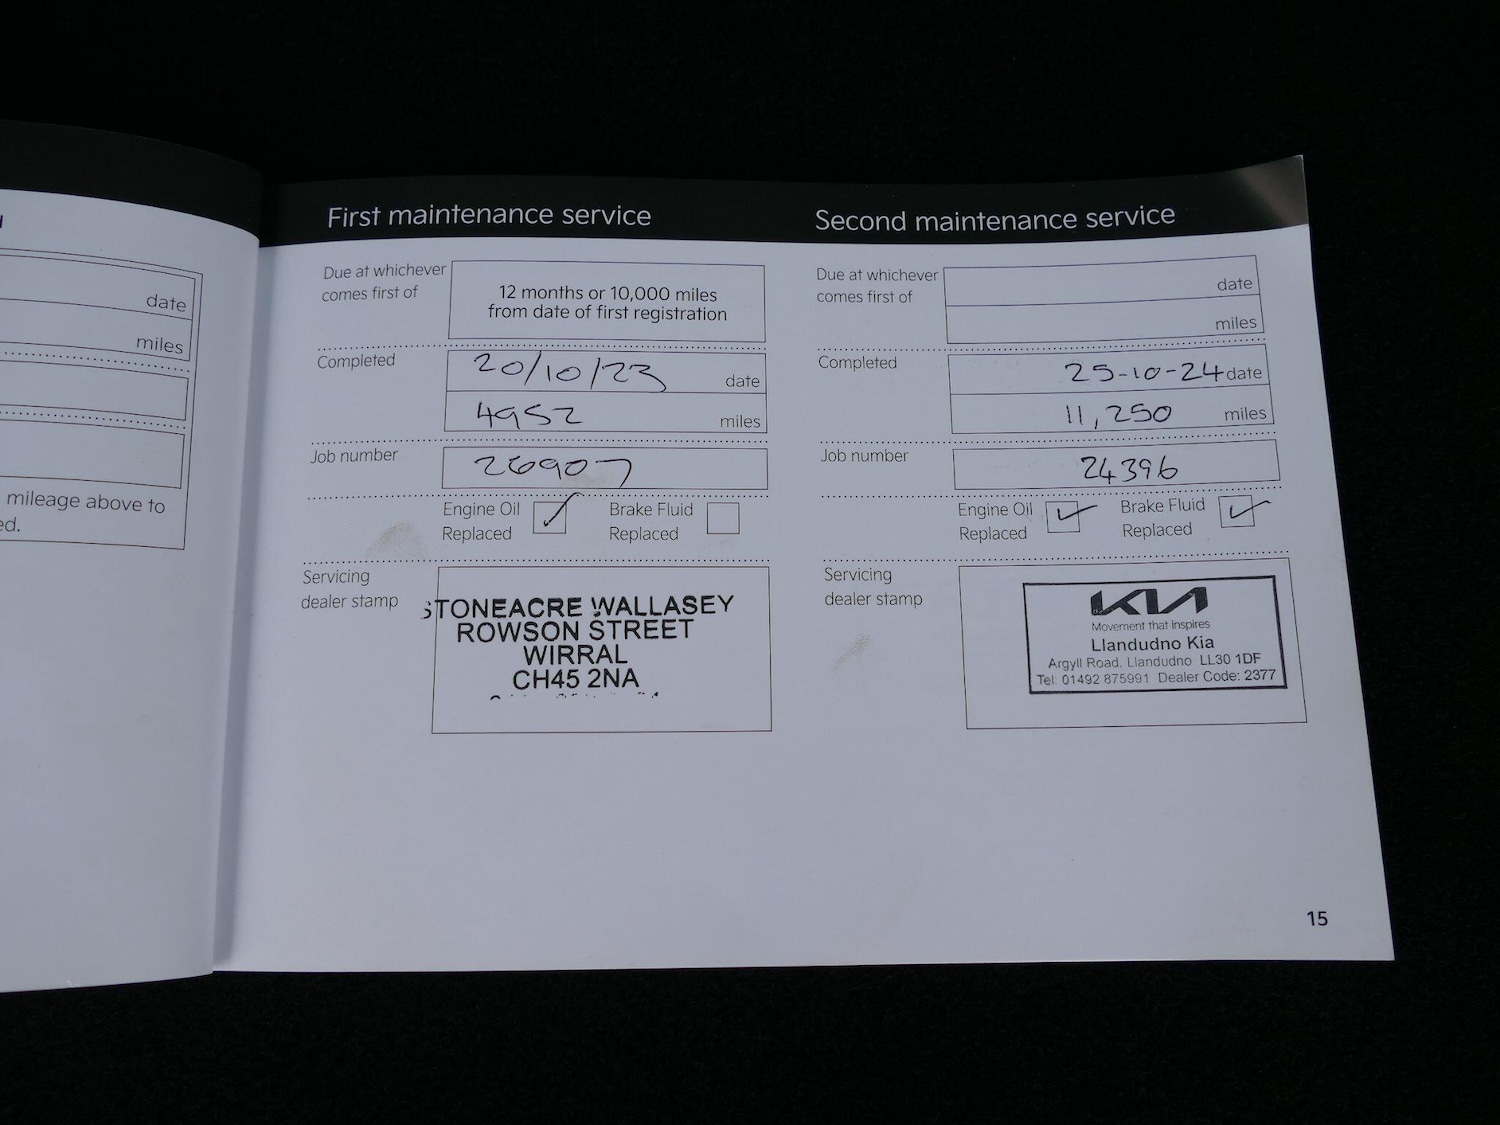 date
miles
mileage above to
ed.
First maintenance service
Due at whichever
comes first of
12 months or 10,000 miles
from date of first registration
Completed
20/10/23
date
4952
miles
Job number
26907
Engine Oil
Replaced
Brake Fluid
Replaced
Servicing
dealer stamp
STONEACRE WALLASEY
ROWSON STREET
WIRRAL
CH45 2NA
Second maintenance service
Due at whichever
comes first of
date
miles
Completed
25-10-24 date
11,250 miles
Job number
24396
Engine Oil
Replaced
Brake Fluid
Replaced
Servicing
dealer stamp
KIA
Movement that inspires
Llandudno Kia
Argyll Road, Llandudno LL30 1DF
Tel: 01492 875991 Dealer Code: 2377
15